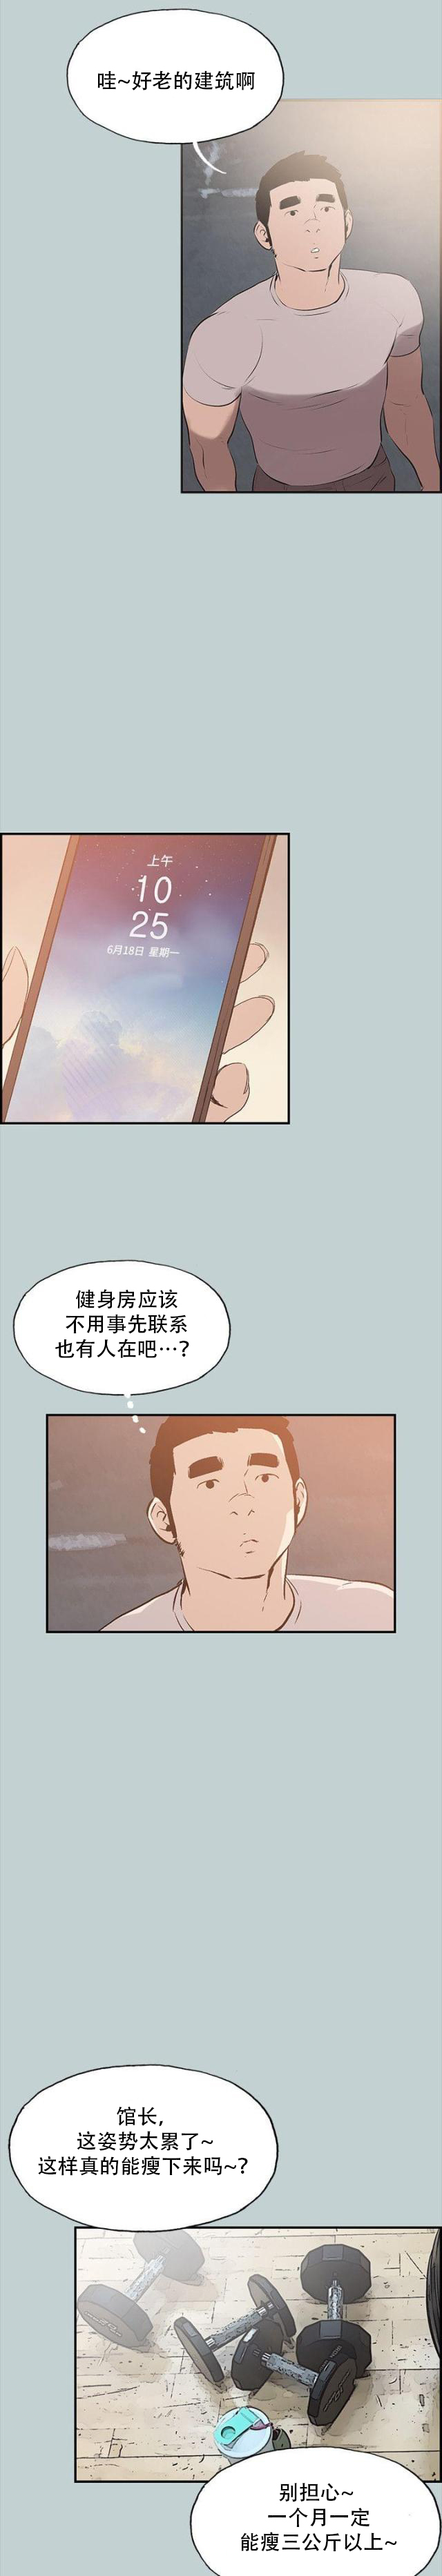 哇~好老的建筑啊
上午
10
25
6月18日 星期一
健身房应该
不用事先联系
也有人在吧…?
馆长,
这姿势太累了~
这样真的能瘦下来吗~?
别担心~
一个月一定
能瘦三公斤以上~